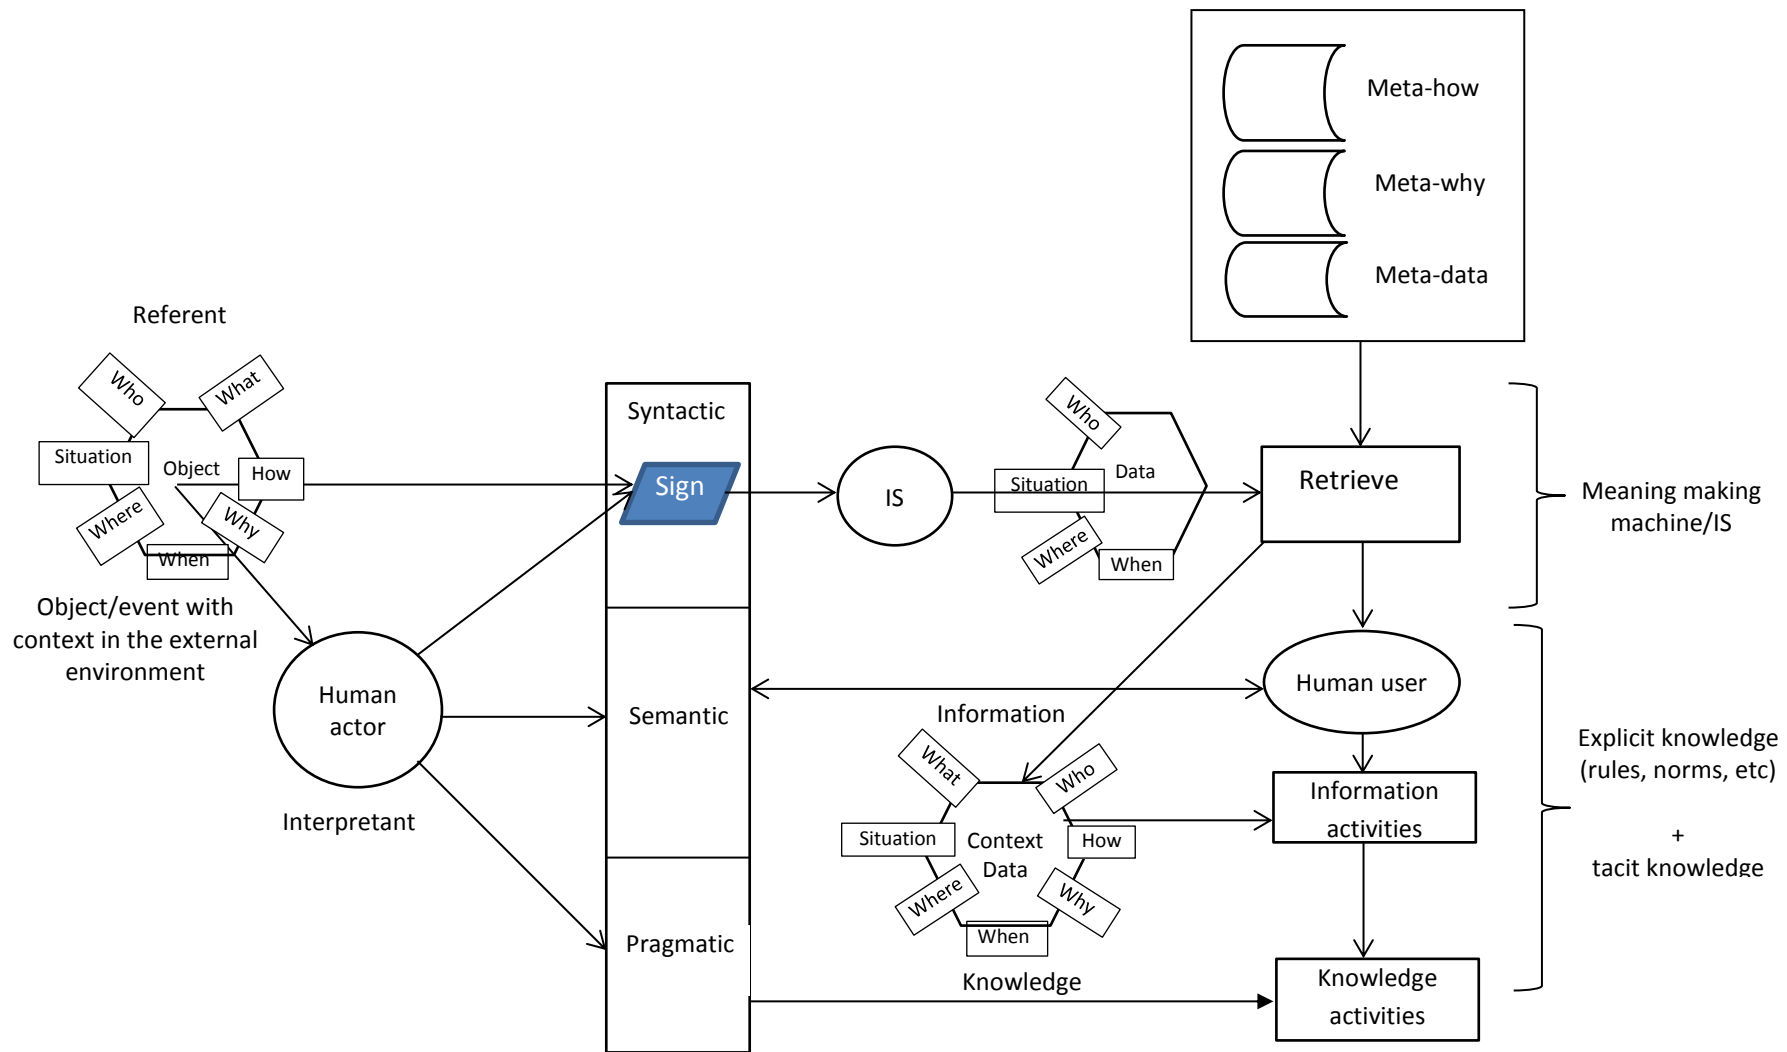 Meta-how
Meta-why
Meta-data
Referent
Who
What
Situation
Object
How
Where
Why
When
Object/event with
context in the external
environment
Human
actor
Interpretant
Syntactic
Sign
Semantic
Pragmatic
IS
Who
Situation
Data
Where
When
Retrieve
Meaning making
machine/IS
Human user
Information
What
Who
Situation
Context
Data
How
Where
Why
When
Knowledge
Information
activities
Knowledge
activities
Explicit knowledge
(rules, norms, etc)
+
tacit knowledge